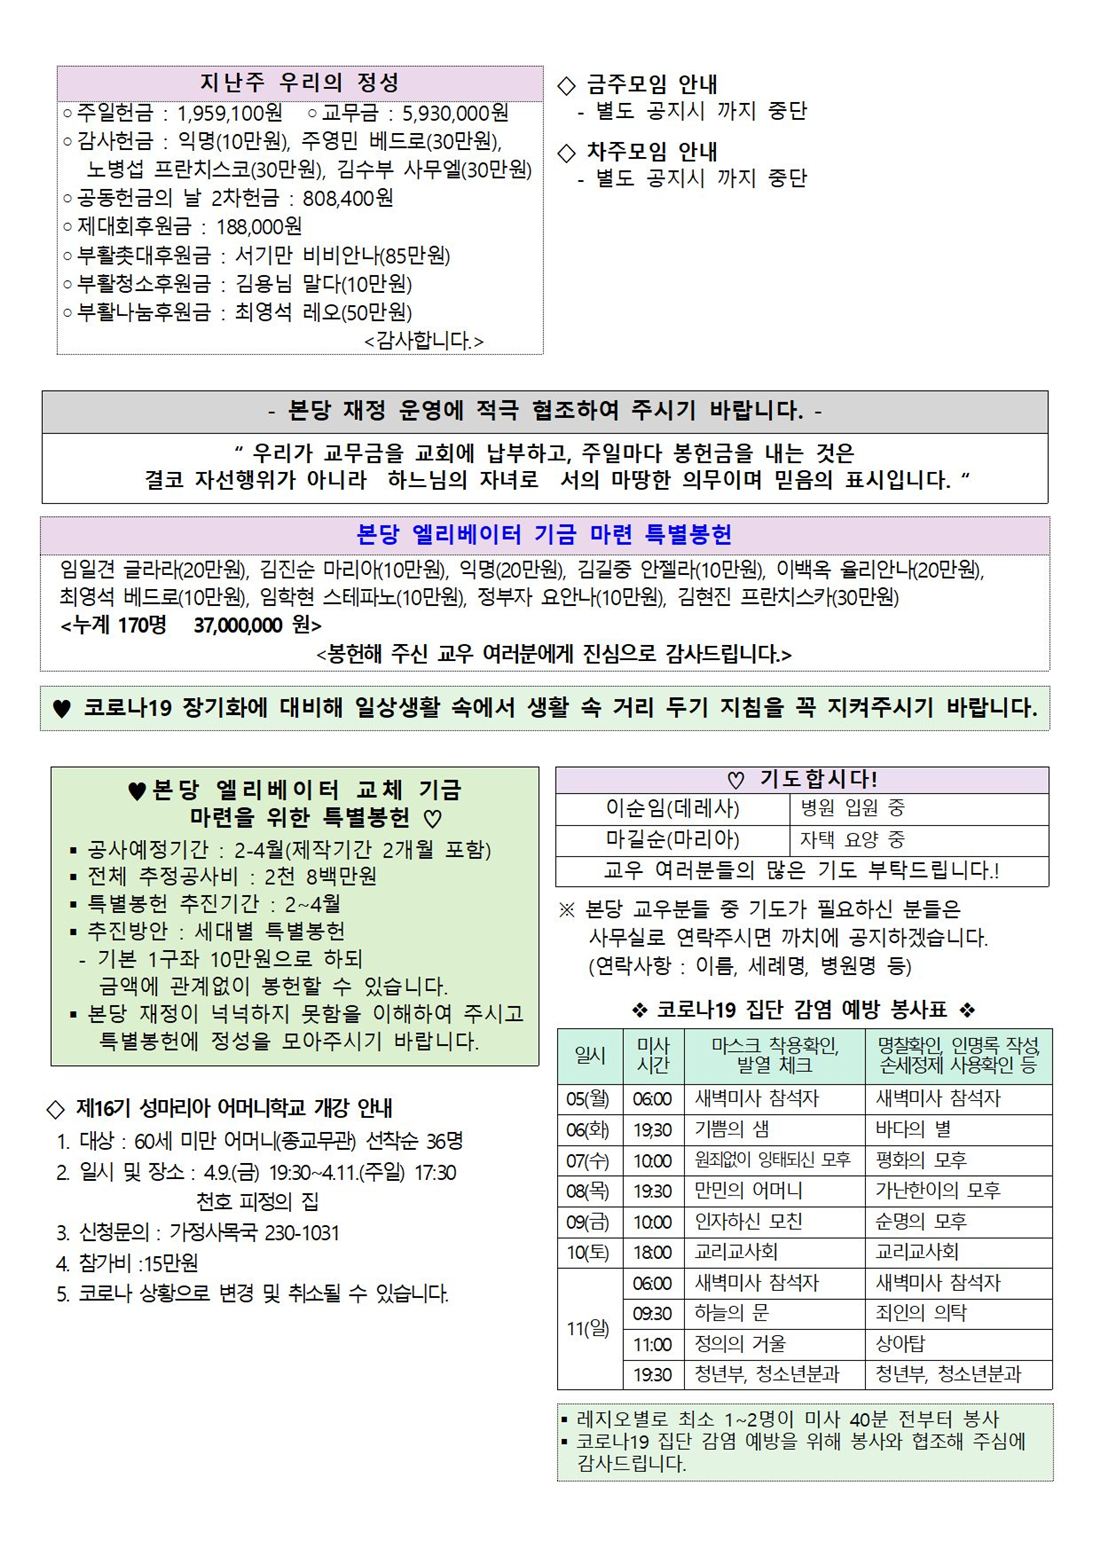 지난주 우리의 정성
○ 주일헌금 : 1,959,100원 ○ 교무금 : 5,930,000원
○ 감사헌금 : 익명(10만원), 주영민 베드로(30만원),
노병섭 프란치스코(30만원), 김수부 사무엘(30만원)
○ 공동헌금의 날 2차헌금 : 808,400원
○ 제대회후원금 : 188,000원
○ 부활촛대후원금 : 서기만 비비안나(85만원)
○ 부활청소후원금 : 김용님 말다(10만원)
○ 부활나눔후원금 : 최영석 레오(50만원)
<감사합니다.>
◇ 금주모임 안내
- 별도 공지시 까지 중단
◇ 차주모임 안내
- 별도 공지시 까지 중단
- 본당 재정 운영에 적극 협조하여 주시기 바랍니다. -
“ 우리가 교무금을 교회에 납부하고, 주일마다 봉헌금을 내는 것은
결코 자선행위가 아니라 하느님의 자녀로 서의 마땅한 의무이며 믿음의 표시입니다. “
본당 엘리베이터 기금 마련 특별봉헌
임일견 글라라(20만원), 김진순 마리아(10만원), 익명(20만원), 김길중 안젤라(10만원), 이백옥 율리안나(20만원),
최영석 베드로(10만원), 임학현 스테파노(10만원), 정부자 요안나(10만원), 김현진 프란치스카(30만원)
<누계 170명 37,000,000 원>
<봉헌해 주신 교우 여러분에게 진심으로 감사드립니다.>
♥ 코로나19 장기화에 대비해 일상생활 속에서 생활 속 거리 두기 지침을 꼭 지켜주시기 바랍니다.
♥본당 엘리베이터 교체 기금
마련을 위한 특별봉헌 ♡
▪ 공사예정기간 : 2-4월(제작기간 2개월 포함)
▪ 전체 추정공사비 : 2천 8백만원
▪ 특별봉헌 추진기간 : 2~4월
▪ 추진방안 : 세대별 특별봉헌
- 기본 1구좌 10만원으로 하되
금액에 관계없이 봉헌할 수 있습니다.
▪ 본당 재정이 넉넉하지 못함을 이해하여 주시고
특별봉헌에 정성을 모아주시기 바랍니다.
◇ 제16기 성마리아 어머니학교 개강 안내
1. 대상 : 60세 미만 어머니(종교무관) 선착순 36명
2. 일시 및 장소 : 4.9.(금) 19:30~4.11.(주일) 17:30
천호 피정의 집
3. 신청문의 : 가정사목국 230-1031
4. 참가비 :15만원
5. 코로나 상황으로 변경 및 취소될 수 있습니다.
♡ 기도합시다!
이순임(데레사) 병원 입원 중
마길순(마리아) 자택 요양 중
교우 여러분들의 많은 기도 부탁드립니다.!
※ 본당 교우분들 중 기도가 필요하신 분들은
사무실로 연락주시면 까치에 공지하겠습니다.
(연락사항 : 이름, 세례명, 병원명 등)
❖ 코로나19 집단 감염 예방 봉사표 ❖
일시 미사 시간 마스크 착용확인, 발열 체크 명찰확인, 인명록 작성, 손세정제 사용확인 등
05(월) 06:00 새벽미사 참석자 새벽미사 참석자
06(화) 19;30 기쁨의 샘 바다의 별
07(수) 10:00 원죄없이 잉태되신 모후 평화의 모후
08(목) 19:30 만민의 어머니 가난한이의 모후
09(금) 10:00 인자하신 모친 순명의 모후
10(토) 18:00 교리교사회 교리교사회
11(일) 06:00 새벽미사 참석자 새벽미사 참석자
09:30 하늘의 문 죄인의 의탁
11:00 정의의 거울 상아탑
19:30 청년부, 청소년분과 청년부, 청소년분과
▪ 레지오별로 최소 1~2명이 미사 40분 전부터 봉사
▪ 코로나19 집단 감염 예방을 위해 봉사와 협조해 주심에
감사드립니다.